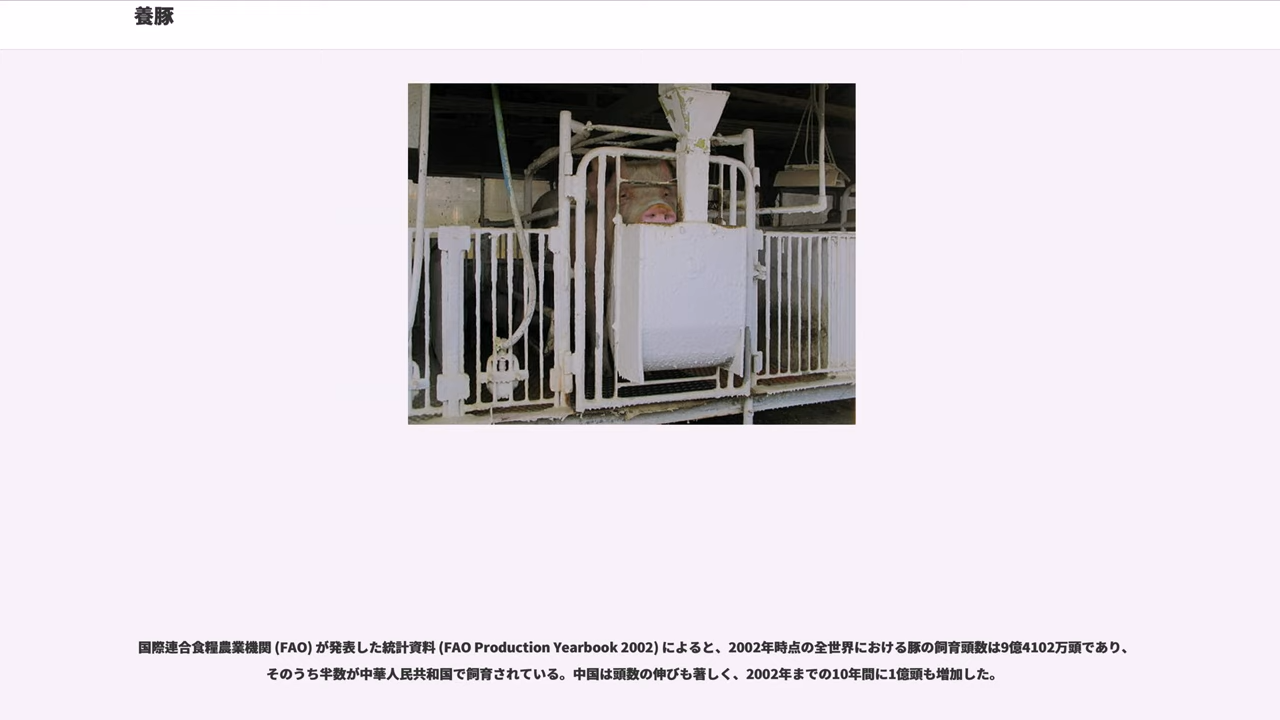 養豚
国際連合食糧農業機関 (FAO) が発表した統計資料 (FAO Production Yearbook 2002) によると、2002年時点の全世界における豚の飼育頭数は9億4102万頭であり、
そのうち半数が中華人民共和国で飼育されている。中国は頭数の伸びも著しく、2002年までの10年間に1億頭も増加した。